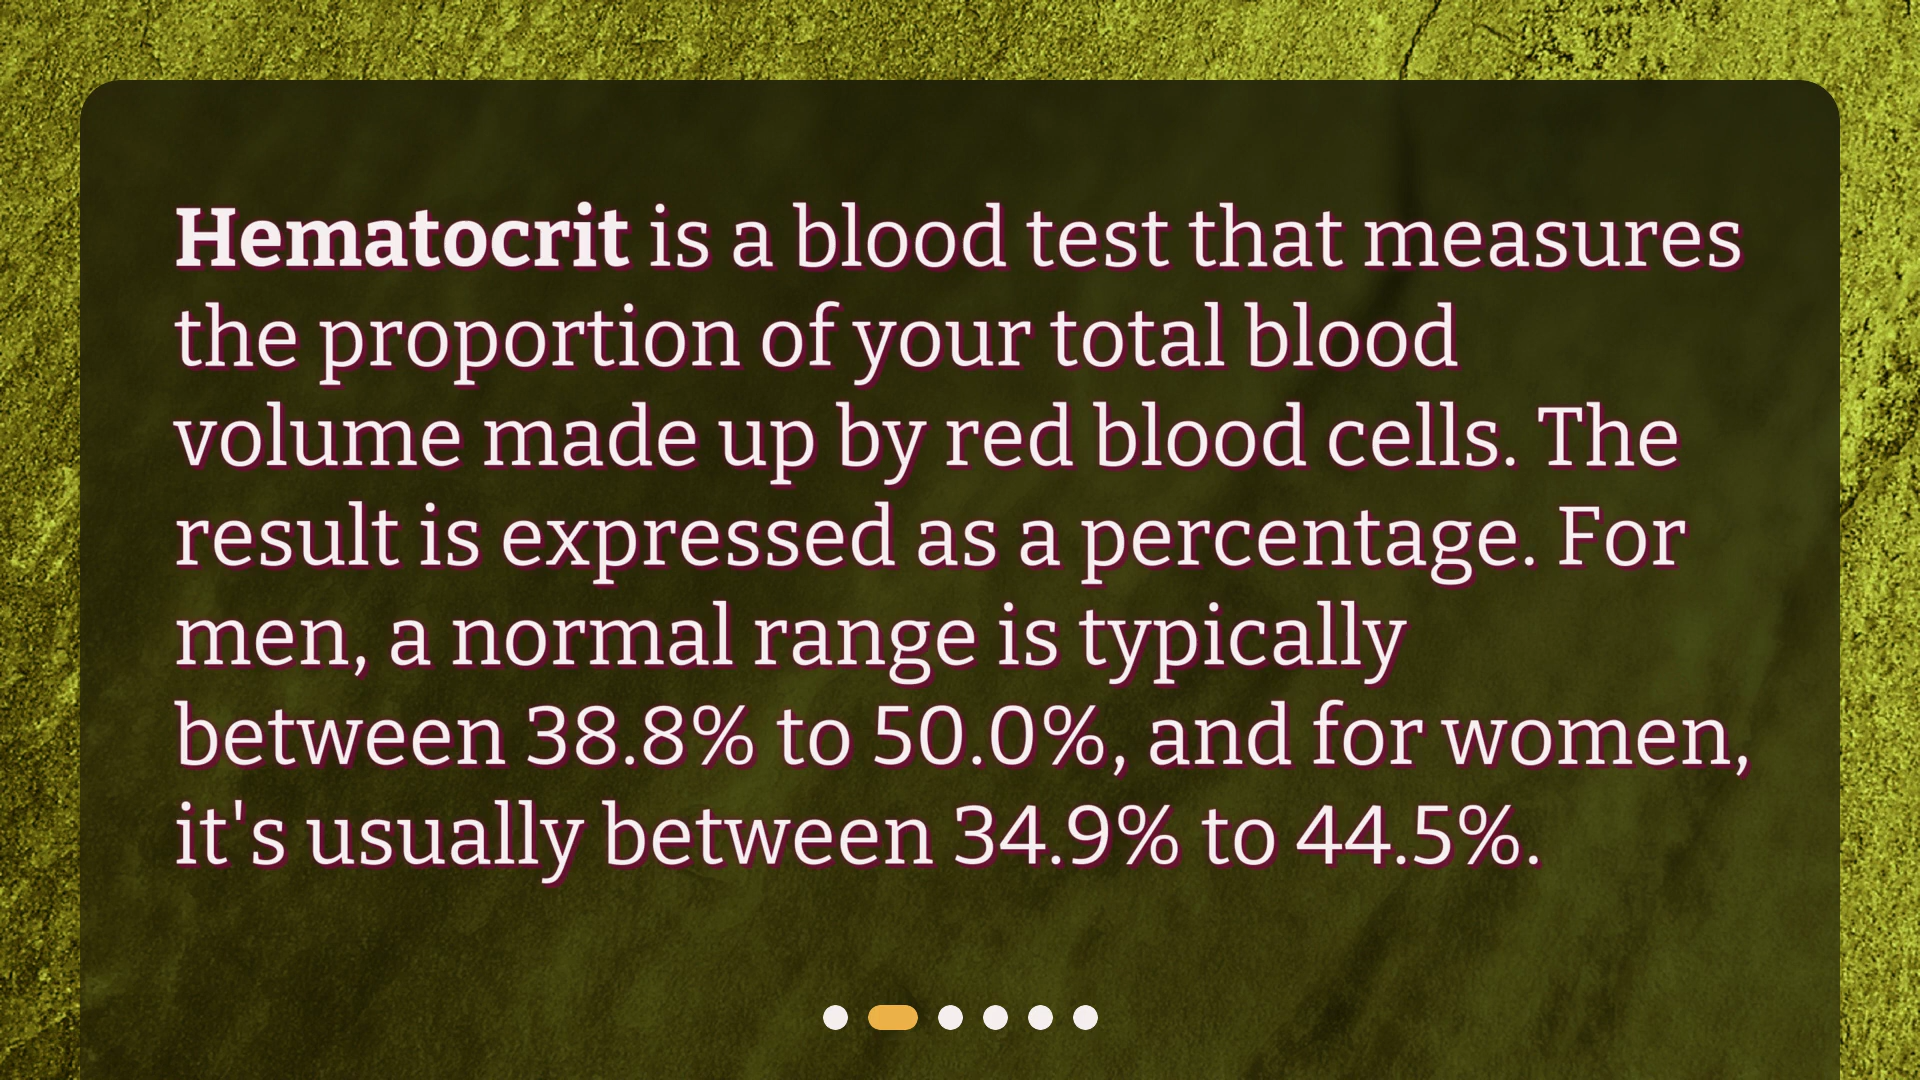 Hematocrit is a blood test that measures
the proportion of your total blood
volume made up by red blood cells. The
result is expressed as a percentage. For
men, a normal range is typically
between 38.8% to 50.0%, and for women,
it's usually between 34.9% to 44.5%.